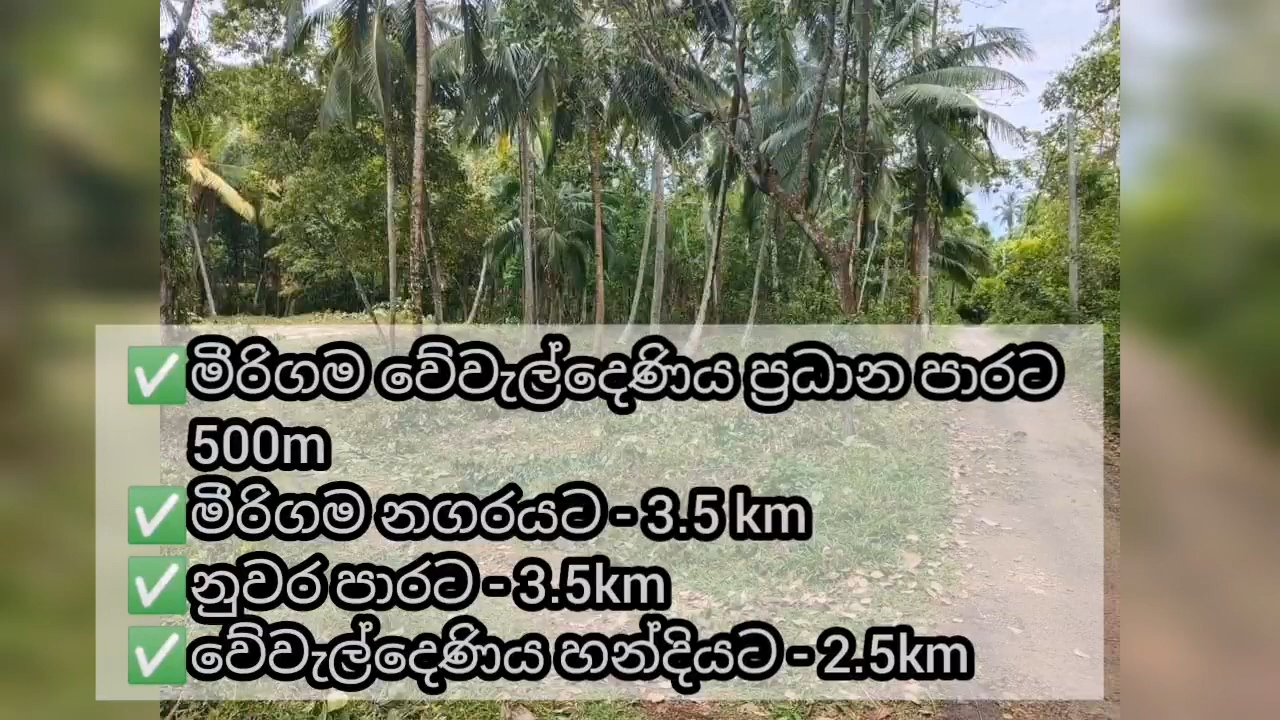 ✅මීරිගම වේවැල්දෙණිය ප්‍රධාන පාරට
500m
✅මීරිගම නගරයට - 3.5 km
✅නුවර පාරට - 3.5km
✅වේවැල්දෙණිය හන්දියට - 2.5km